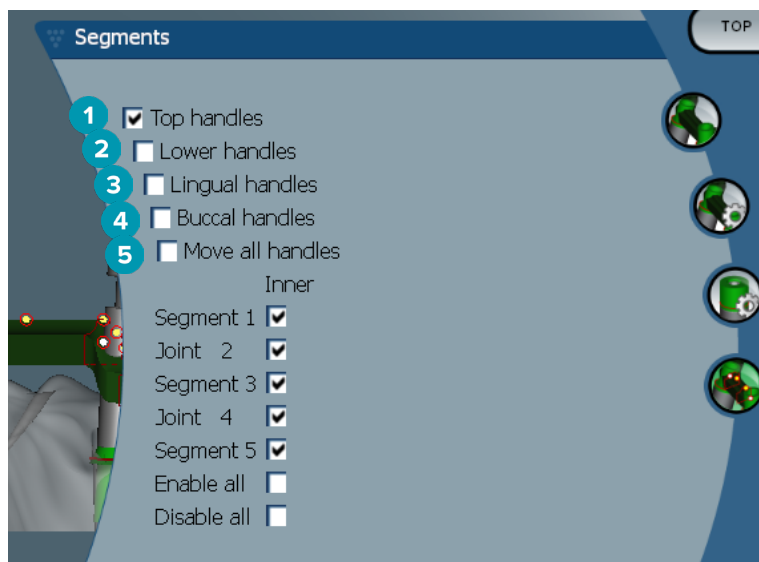 Segments
TOP
1 Top handles
2 Lower handles
3 Lingual handles
4 Buccal handles
5 Move all handles
Inner
Segment 1
Joint 2
Segment 3
Joint 4
Segment 5
Enable all
Disable all